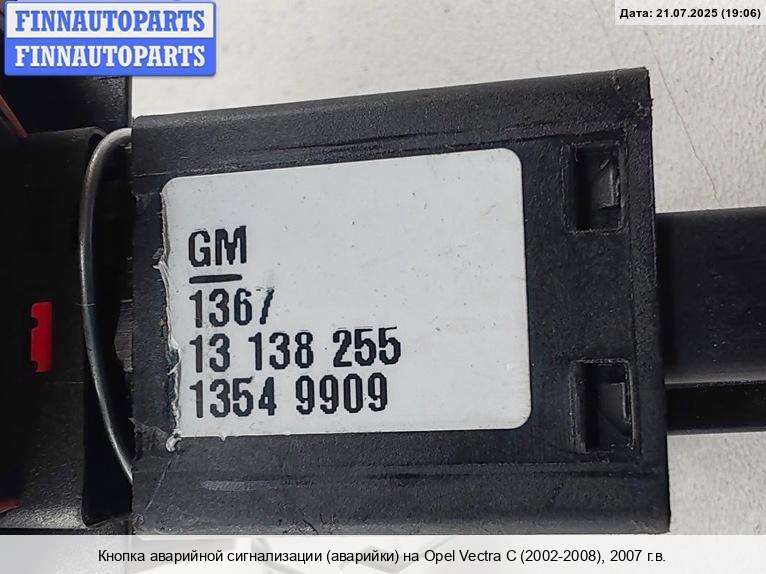 FINNAUTOPARTS
FINNAUTOPARTS
Дата: 21.07.2025 (19:06)
GM
1367
13 138 255
1354 9909
Кнопка аварийной сигнализации (аварийки) на Opel Vectra C (2002-2008), 2007 г.в.